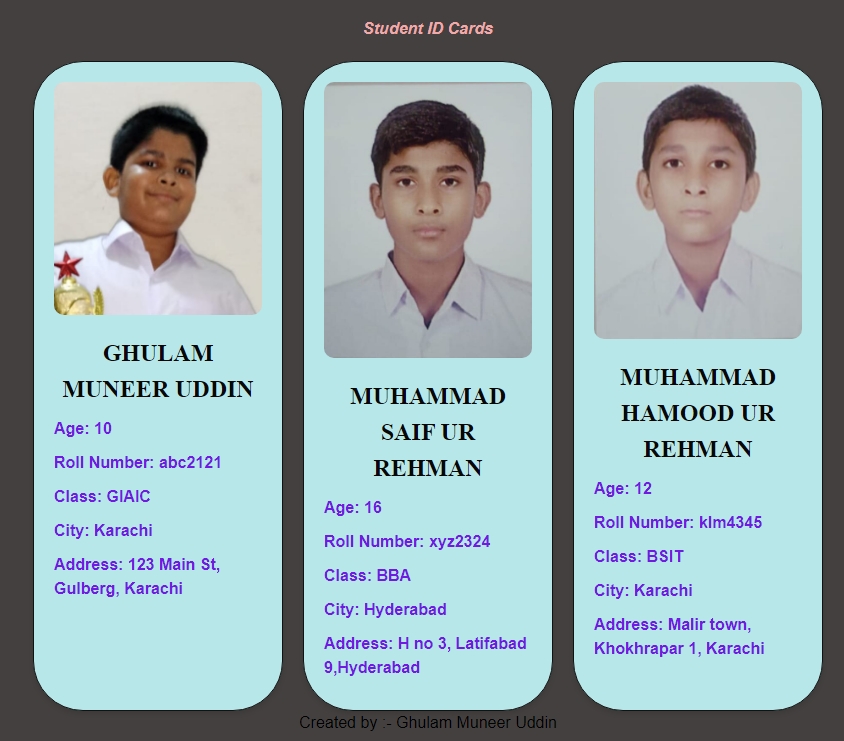 Student ID Cards
GHULAM
MUNEER UDDIN
Age: 10
Roll Number: abc2121
Class: GIAIC
City: Karachi
Address: 123 Main St,
Gulberg, Karachi
MUHAMMAD
SAIF UR
REHMAN
Age: 16
Roll Number: xyz2324
Class: BBA
City: Hyderabad
Address: H no 3, Latifabad
9,Hyderabad
MUHAMMAD
HAMOOD UR
REHMAN
Age: 12
Roll Number: klm4345
Class: BSIT
City: Karachi
Address: Malir town,
Khokhrapar 1, Karachi
Created by :- Ghulam Muneer Uddin